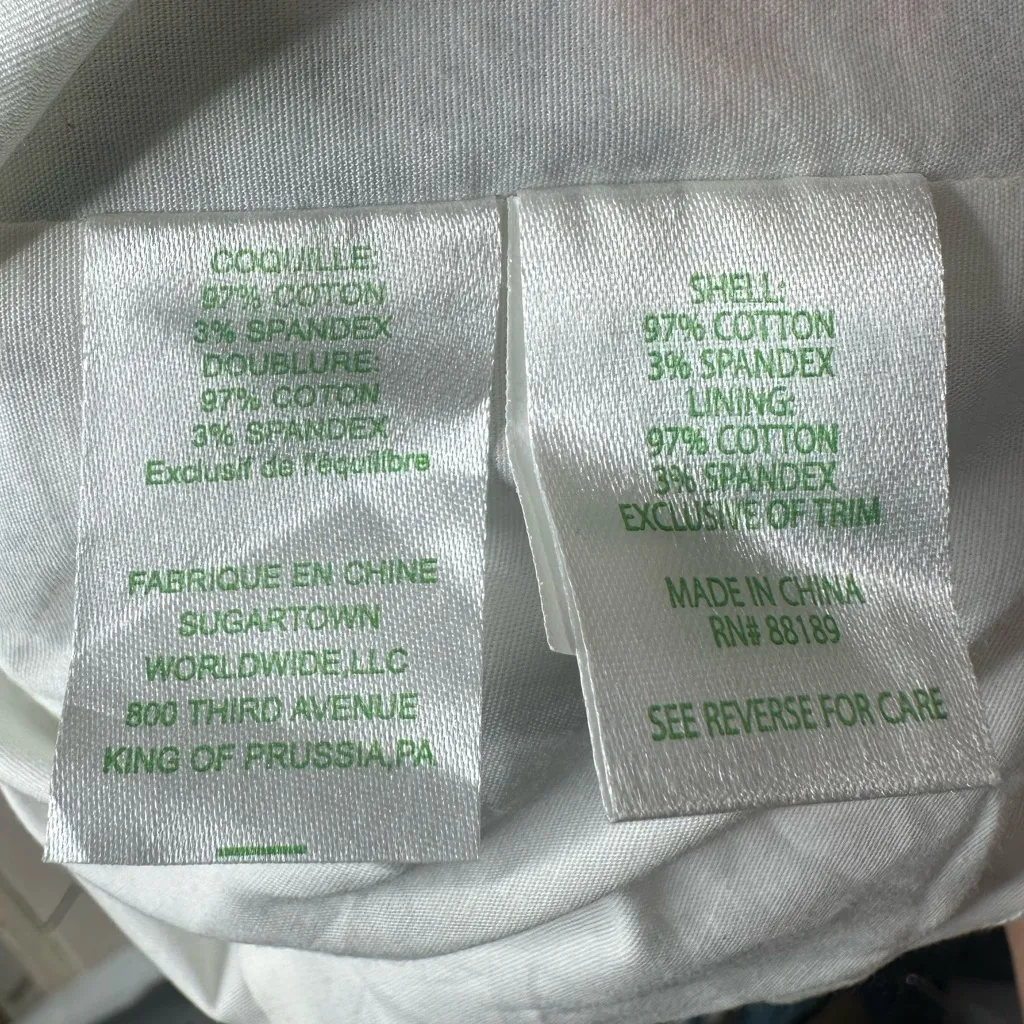 COQUILLE:
97% COTON
3% SPANDEX
DOUBLURE:
97% COTON
3% SPANDEX
Exclusif de l'équilibre
FABRIQUE EN CHINE
SUGARTOWN
WORLDWIDE,LLC
800 THIRD AVENUE
KING OF PRUSSIA,PA
SHELL:
97% COTTON
3% SPANDEX
LINING:
97% COTTON
3% SPANDEX
EXCLUSIVE OF TRIM
MADE IN CHINA
RN# 88189
SEE REVERSE FOR CARE